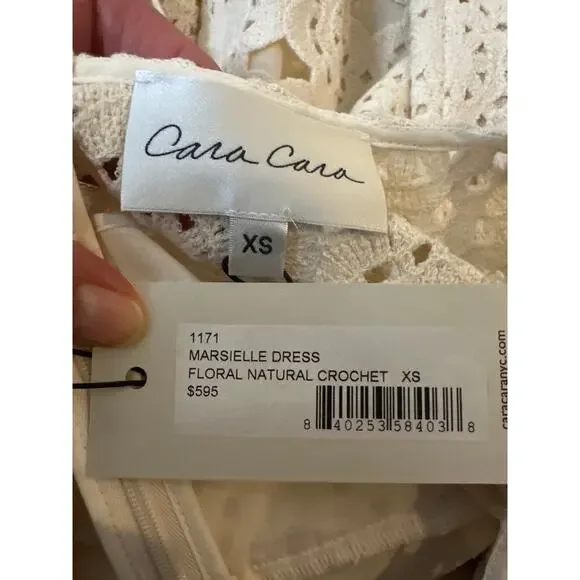 Cara Cara
XS
1171
MARSIELLE DRESS
FLORAL NATURAL CROCHET XS
$595
8 40253 58403 8
caracaranyc.com